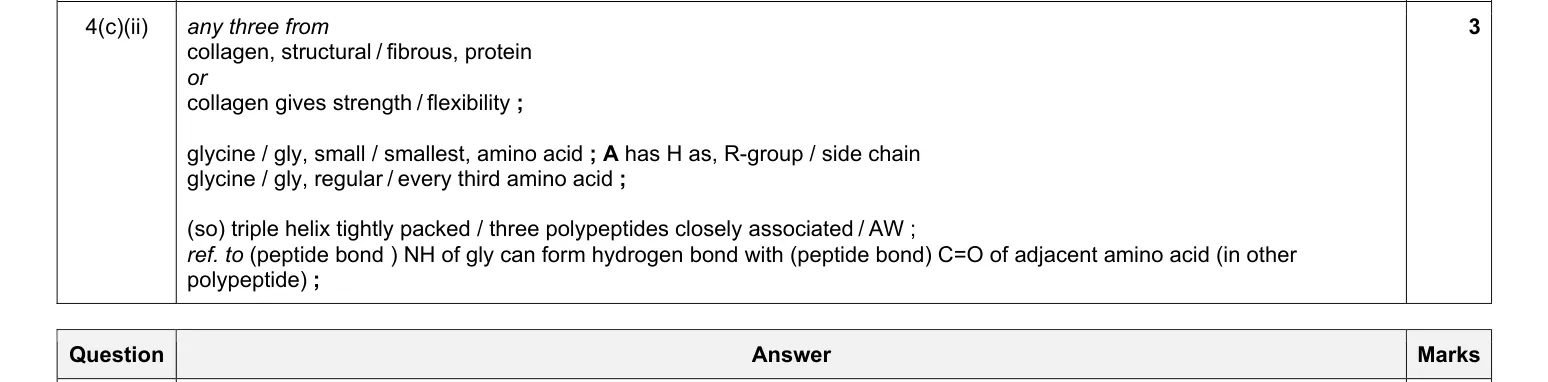 4(c)(ii)
any three from
collagen, structural / fibrous, protein
or
collagen gives strength / flexibility ;
glycine / gly, small / smallest, amino acid ; A has H as, R-group / side chain
glycine / gly, regular / every third amino acid ;
(so) triple helix tightly packed / three polypeptides closely associated / AW ;
ref. to (peptide bond ) NH of gly can form hydrogen bond with (peptide bond) C=O of adjacent amino acid (in other
polypeptide) ;
3
Question Answer Marks